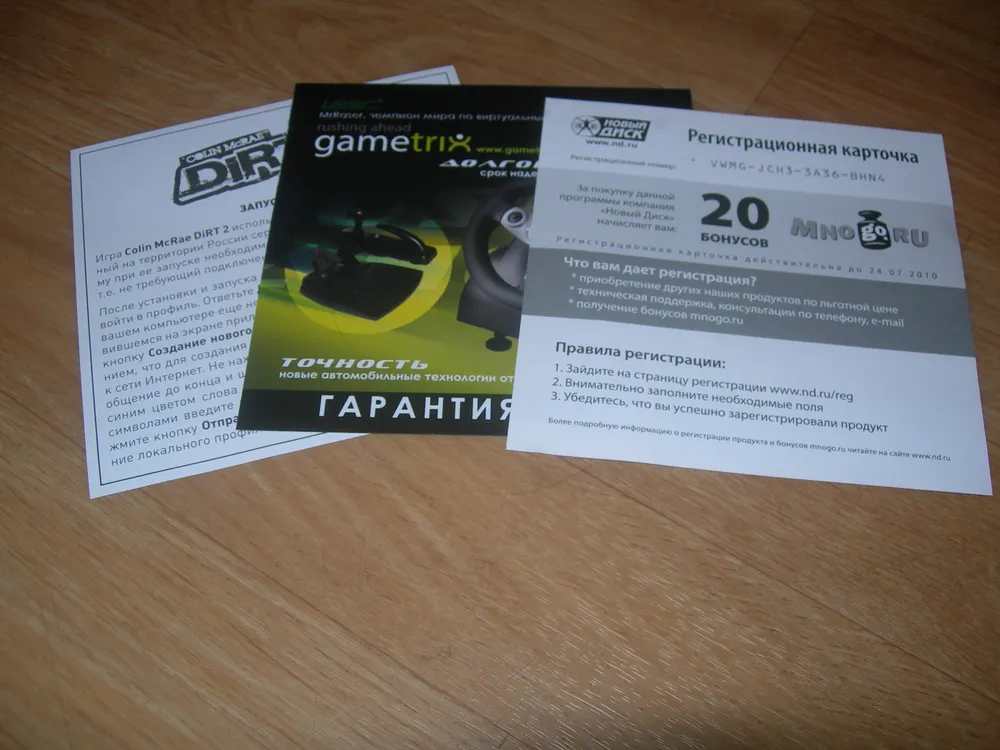 COLIN McRAE
DiRT
ЗАПУС
Игра Colin McRae DiRT 2 исполь
ный на территории России сер
му при ее запуске необходим
т.е. не требующий подключен
После установки и запуска
войти в профиль. Ответьте
вашем компьютере еще не
вившемся на экране прил
кнопку Создание нового
нием, что для создания
к сети Интернет. Не нах
общение до конца и щ
синим цветом слова
символами введите
жмите кнопку Отпра
ние локального профи
MrRacer, чемпион мира по виртуальны
rushing ahead
gametrix www.gamet
ДОЛГО
срок наде
ТОЧНОСТЬ
новые автомобильные технологии от
ГАРАНТИЯ
НОВЫЙ
ДИСК
www.nd.ru
Регистрационная карточка
Регистрационный номер: VWMG-JCH3-3A36-BHN4
За покупку данной
программы компания
«Новый Диск»
начисляет вам:
20
БОНУСОВ
MNOGO.RU
Регистрационная карточка действительна до 24.07.2010
Что вам дает регистрация?
* приобретение других наших продуктов по льготной цене
* техническая поддержка, консультации по телефону, e-mail
* получение бонусов mnogo.ru
Правила регистрации:
1. Зайдите на страницу регистрации www.nd.ru/reg
2. Внимательно заполните необходимые поля
3. Убедитесь, что вы успешно зарегистрировали продукт
Более подробную информацию о регистрации продукта и бонусов mnogo.ru читайте на сайте www.nd.ru